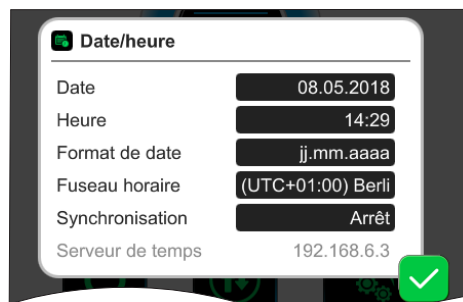 Date/heure
Date 08.05.2018
Heure 14:29
Format de date jj.mm.aaaa
Fuseau horaire (UTC+01:00) Berli
Synchronisation Arrêt
Serveur de temps 192.168.6.3